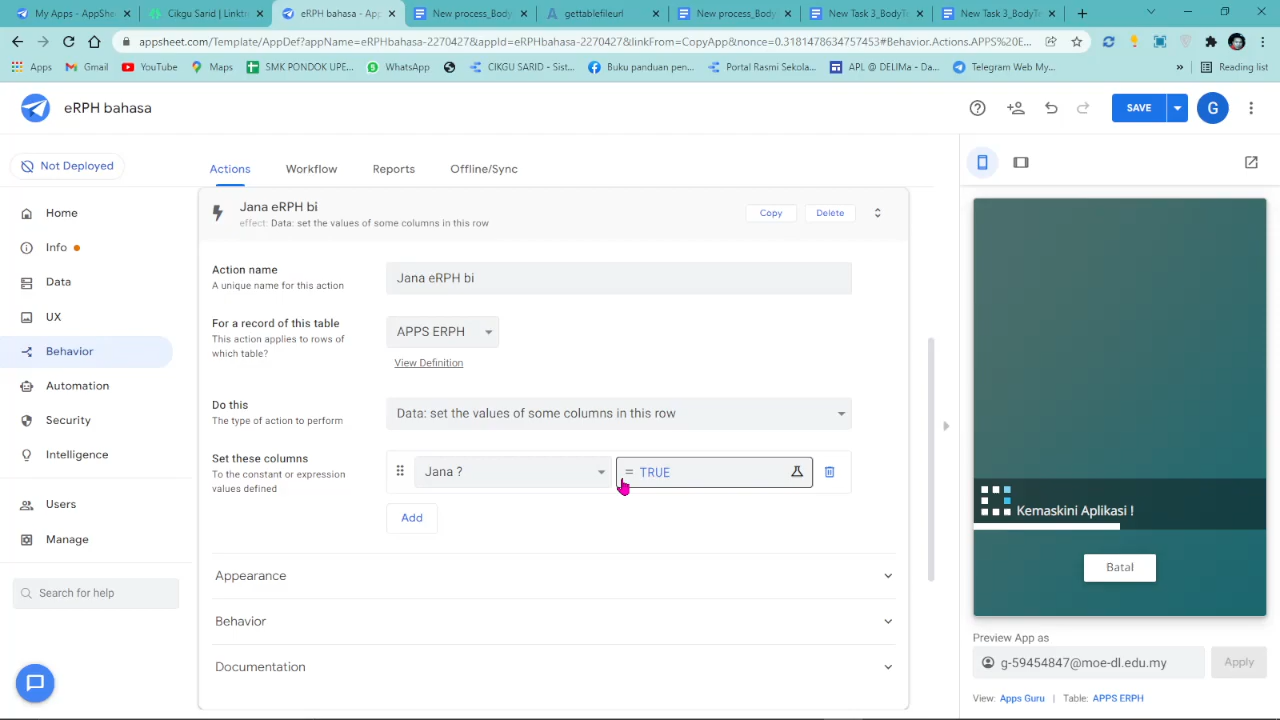 My Apps - AppShe
Cikgu Sarid | Linktr
eRPH bahasa - Ap
New process_Body
gettablefileurl
New process_Body
New Task 3_BodyTe
New Task 3_BodyTe
appsheet.com/Template/AppDef?appName=eRPHbahasa-2270427&appId=eRPHbahasa-2270427&linkFrom=CopyApp&nonce=0.3181478634757453#Behavior.Actions.APPS%20E...
Apps
Gmail
YouTube
Maps
SMK PONDOK UPE...
WhatsApp
CIKGU SARID - Sist...
Buku panduan pen...
Portal Rasmi Sekola...
APL @ DELIMa - Da...
Telegram Web My...
»
Reading list
eRPH bahasa
SAVE
G
Not Deployed
Actions
Workflow
Reports
Offline/Sync
Home
Info
Data
UX
Behavior
Automation
Security
Intelligence
Users
Manage
Search for help
Jana eRPH bi
effect: Data: set the values of some columns in this row
Copy
Delete
Action name
A unique name for this action
Jana eRPH bi
For a record of this table
This action applies to rows of
which table?
APPS ERPH
View Definition
Do this
The type of action to perform
Data: set the values of some columns in this row
Set these columns
To the constant or expression
values defined
Jana ?
= TRUE
Add
Appearance
Behavior
Documentation
Kemaskini Aplikasi !
Batal
Preview App as
g-59454847@moe-dl.edu.my
Apply
View: Apps Guru | Table: APPS ERPH